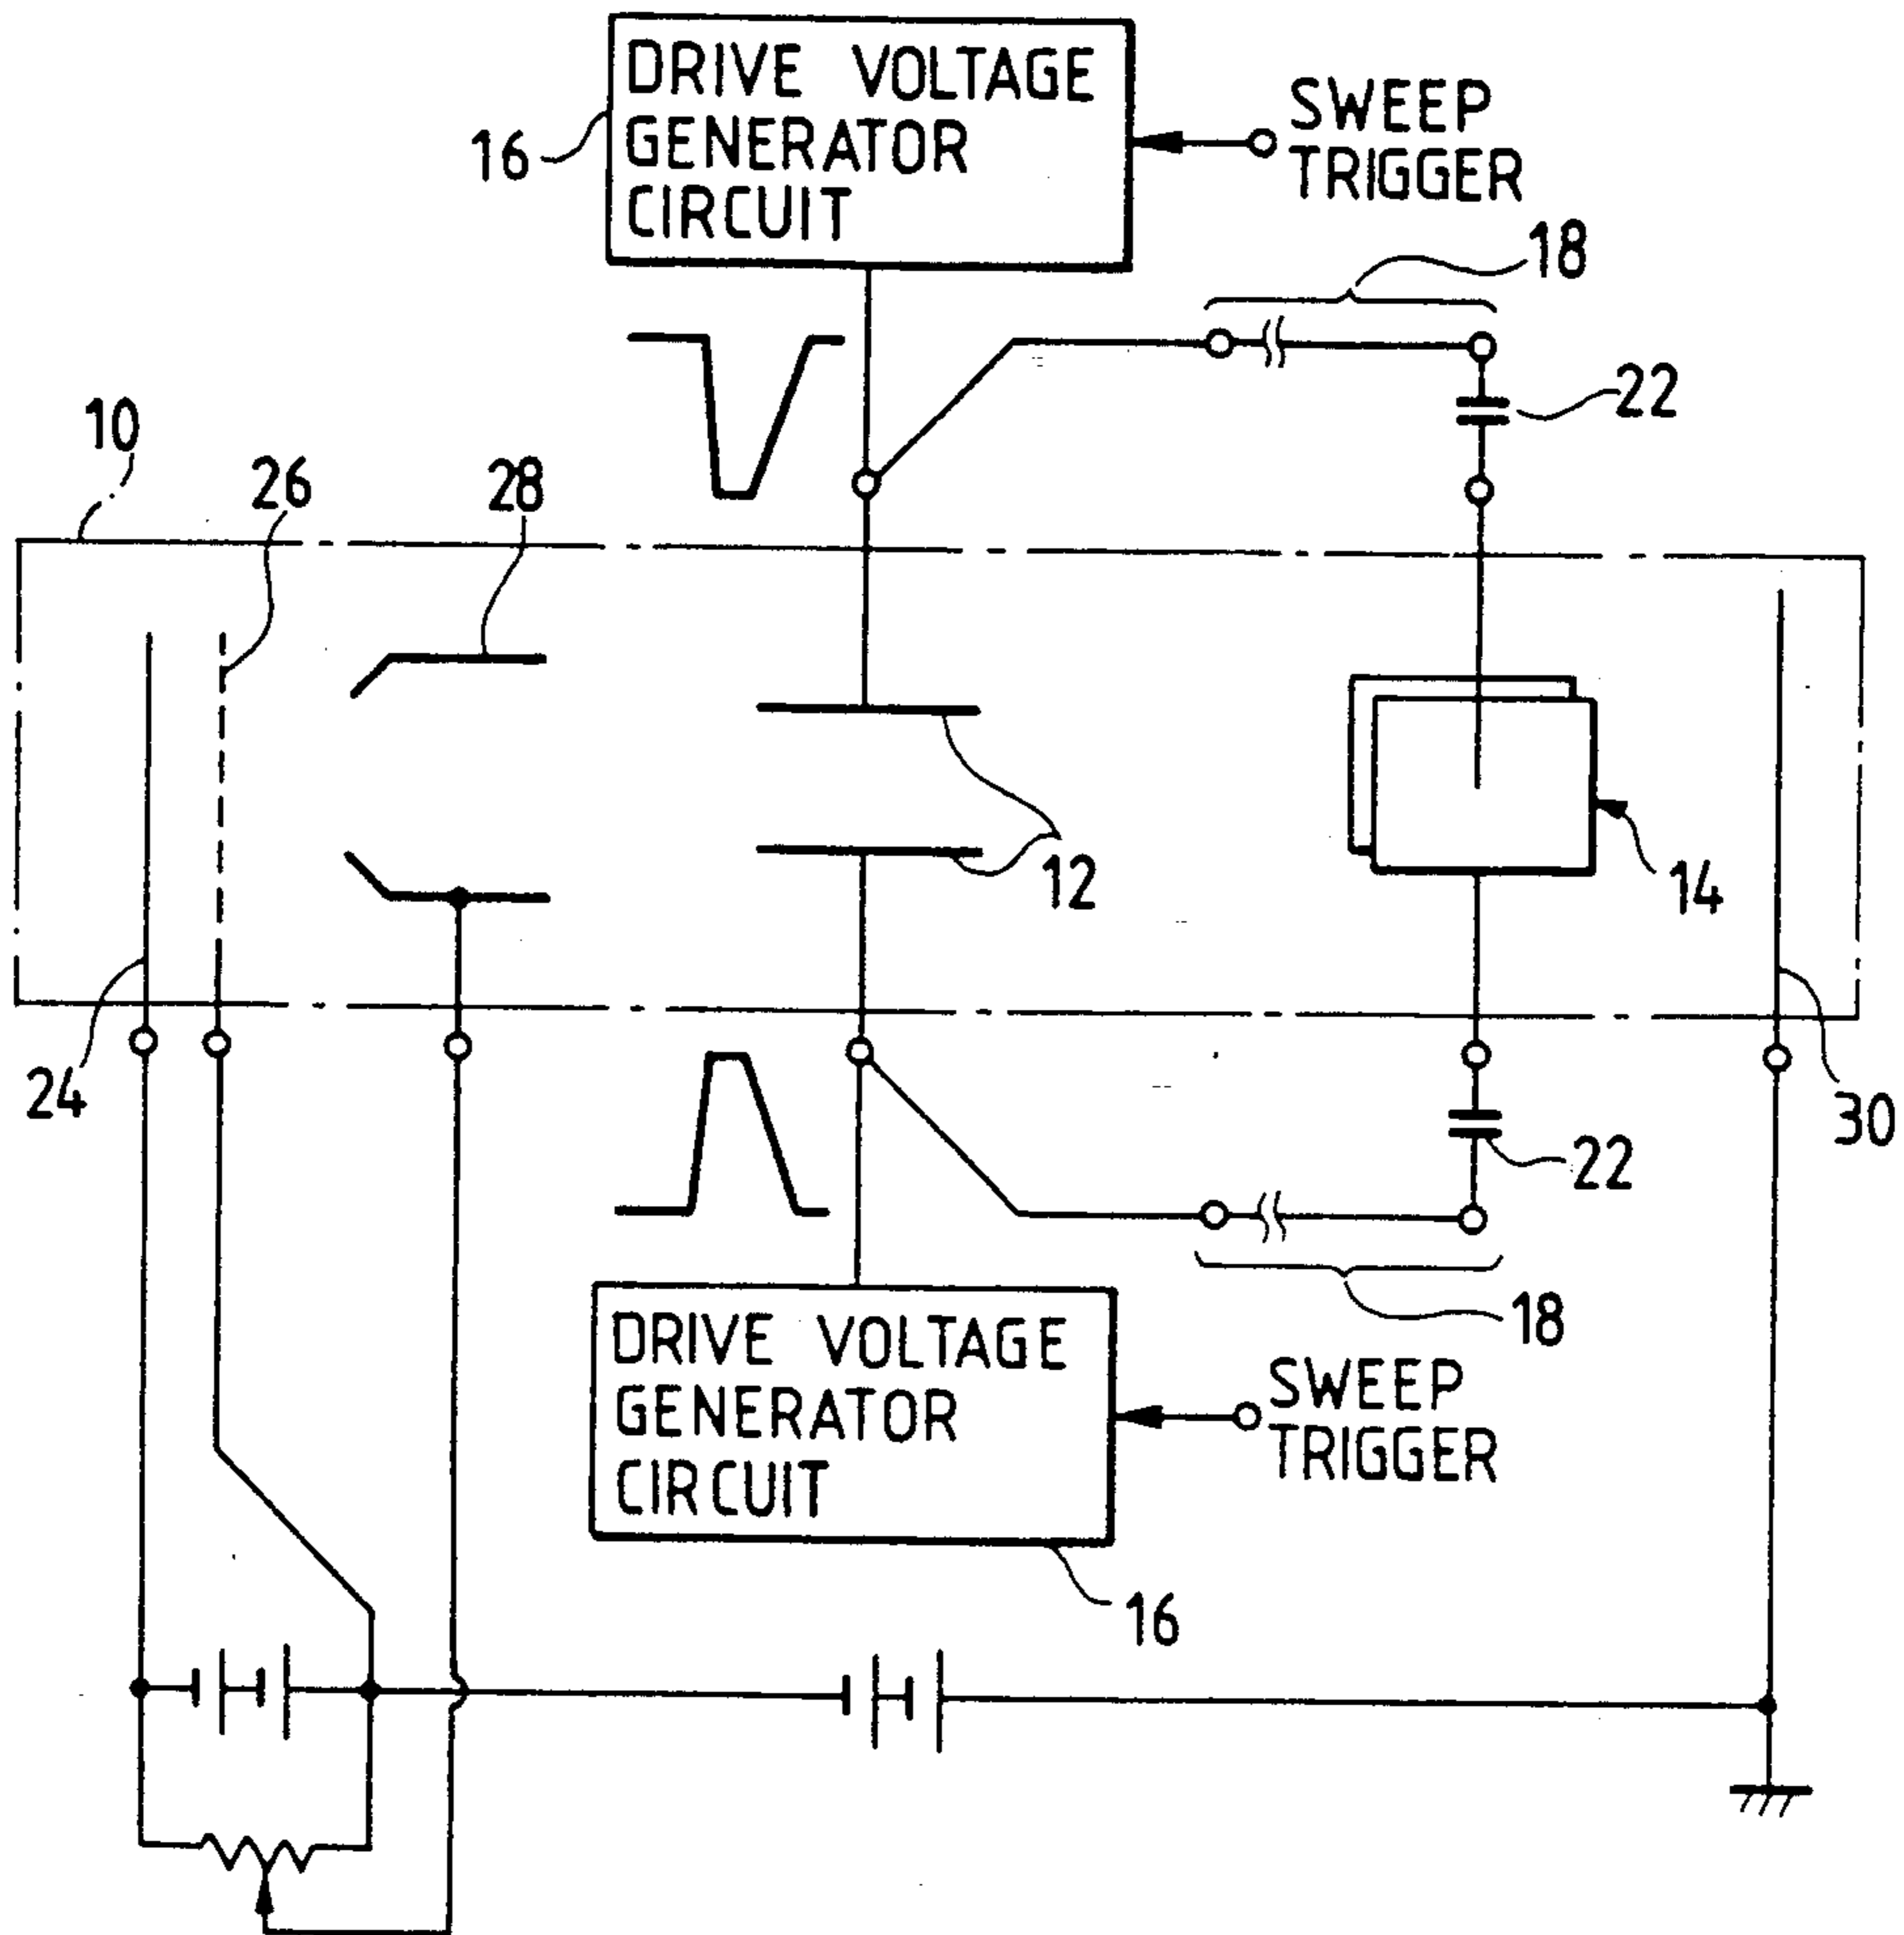 DRIVE VOLTAGE
GENERATOR
CIRCUIT
SWEEP
TRIGGER
16
18
22
10
26
28
12
14
24
30
22
18
DRIVE VOLTAGE
GENERATOR
CIRCUIT
SWEEP
TRIGGER
16